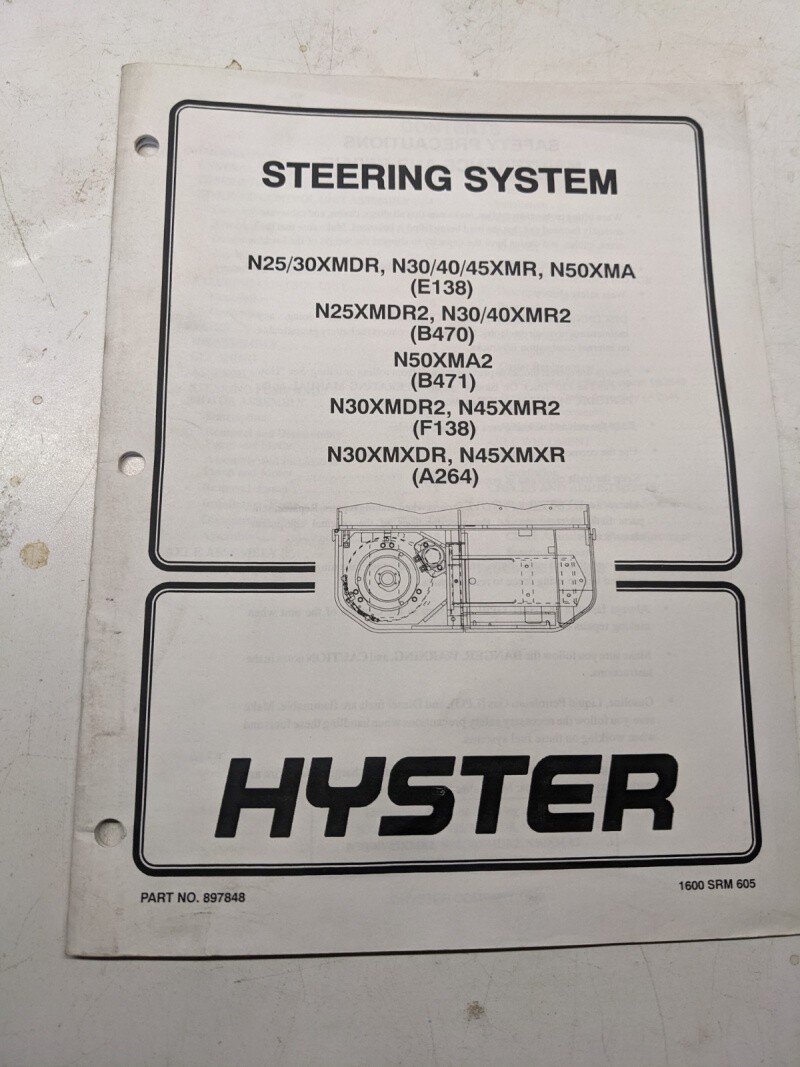 STEERING SYSTEM
N25/30XMDR, N30/40/45XMR, N50XMA
(E138)
N25XMDR2, N30/40XMR2
(B470)
N50XMA2
(B471)
N30XMDR2, N45XMR2
(F138)
N30XMXDR, N45XMXR
(A264)
HYSTER
PART NO. 897848
1600 SRM 605